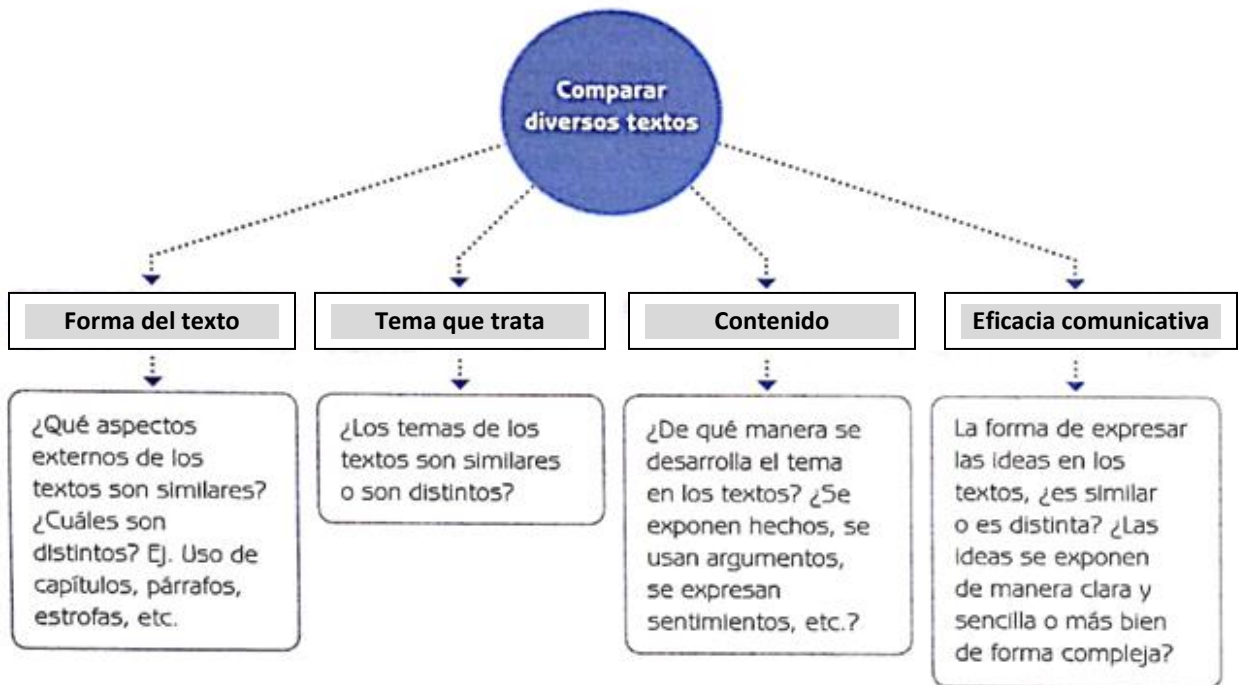 Comparar
diversos textos
Forma del texto
Tema que trata
Contenido
Eficacia comunicativa
¿Qué aspectos
externos de los
textos son similares?
¿Cuáles son
distintos? Ej. Uso de
capítulos, párrafos,
estrofas, etc.
¿Los temas de los
textos son similares
o son distintos?
¿De qué manera se
desarrolla el tema
en los textos? ¿Se
exponen hechos, se
usan argumentos,
se expresan
sentimientos, etc.?
La forma de expresar
las ideas en los
textos, ¿es similar
o es distinta? ¿Las
ideas se exponen
de manera clara y
sencilla o más bien
de forma compleja?